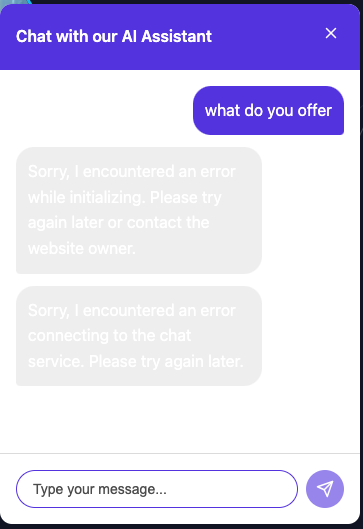 Chat with our AI Assistant
what do you offer
Sorry, I encountered an error
while initializing. Please try
again later or contact the
website owner.
Sorry, I encountered an error
connecting to the chat
service. Please try again later.
Type your message...